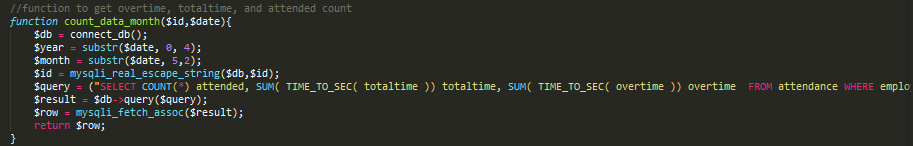 //function to get overtime, totaltime, and attended count
function count_data_month($id,$date){
$db = connect_db();
$year = substr($date, 0, 4);
$month = substr($date, 5,2);
$id = mysqli_real_escape_string($db,$id);
$query = ("SELECT COUNT(*) attended, SUM( TIME_TO_SEC( totaltime )) totaltime, SUM( TIME_TO_SEC( overtime )) overtime  FROM attendance WHERE emplo
$result = $db->query($query);
$row = mysqli_fetch_assoc($result);
return $row;
}